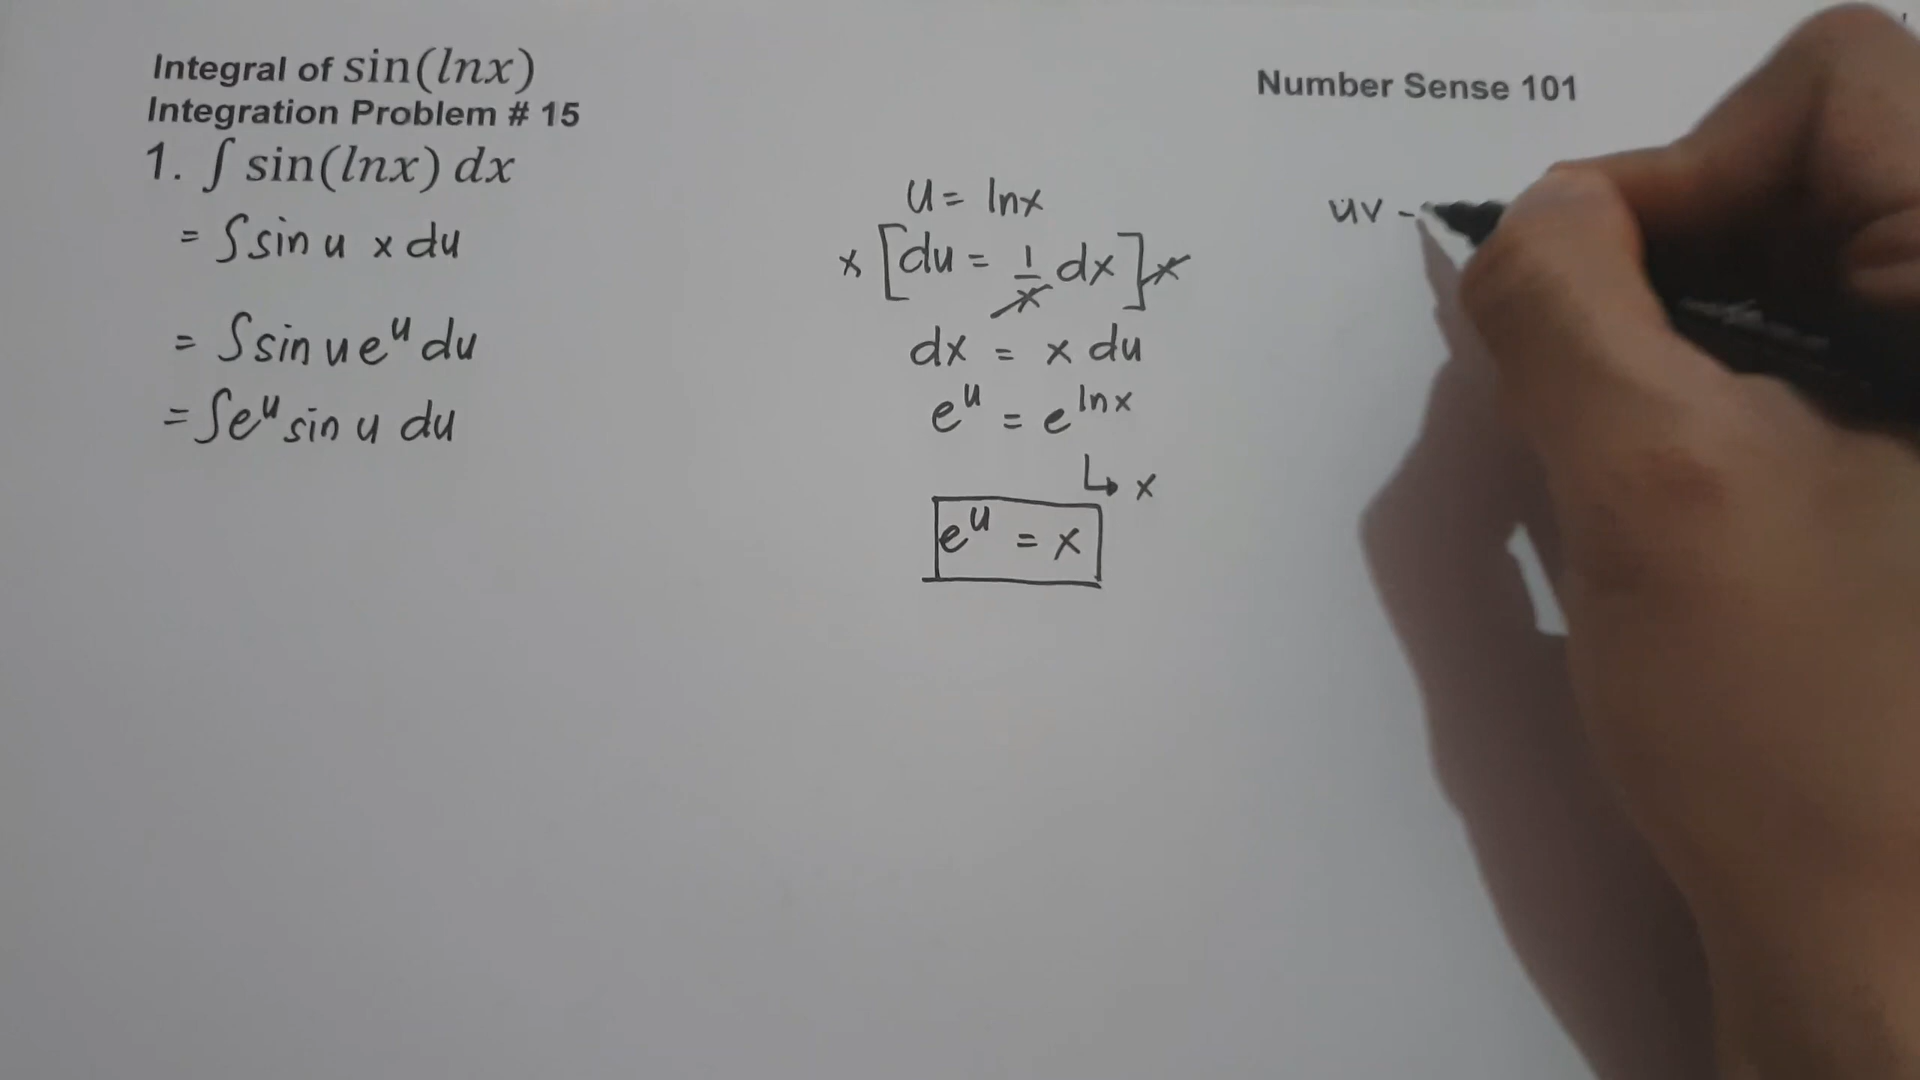 Integral of sin(lnx)
Integration Problem # 15
1. ∫ sin(lnx) dx
= ∫ sin u x du
= ∫ sin u e^u du
= ∫ e^u sin u du
u = lnx
x [du = 1/x dx] x
dx = x du
e^u = e^lnx
↳ x
e^u = x
Number Sense 101
uv -